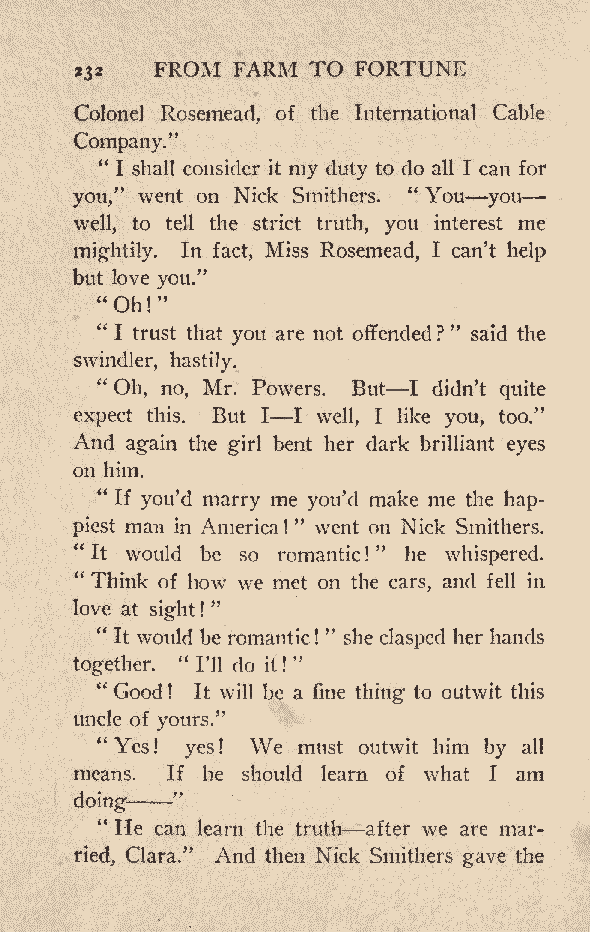 232 FROM FARM TO FORTUNE
Colonel Rosemead, of the International Cable
Company."
" I shall consider it my duty to do all I can for
you," went on Nick Smithers. " You—you—
well, to tell the strict truth, you interest me
mightily. In fact, Miss Rosemead, I can't help
but love you."
" Oh! "
" I trust that you are not offended? " said the
swindler, hastily.
" Oh, no, Mr. Powers. But—I didn't quite
expect this. But I—I well, I like you, too."
And again the girl bent her dark brilliant eyes
on him.
" If you'd marry me you'd make me the hap-
piest man in America! " went on Nick Smithers.
" It would be so romantic! " he whispered.
" Think of how we met on the cars, and fell in
love at sight! "
" It would be romantic! " she clasped her hands
together. " I'll do it! "
" Good! It will be a fine thing to outwit this
uncle of yours."
" Yes! yes! We must outwit him by all
means. If he should learn of what I am
doing——"
" He can learn the truth—after we are mar-
ried, Clara." And then Nick Smithers gave the